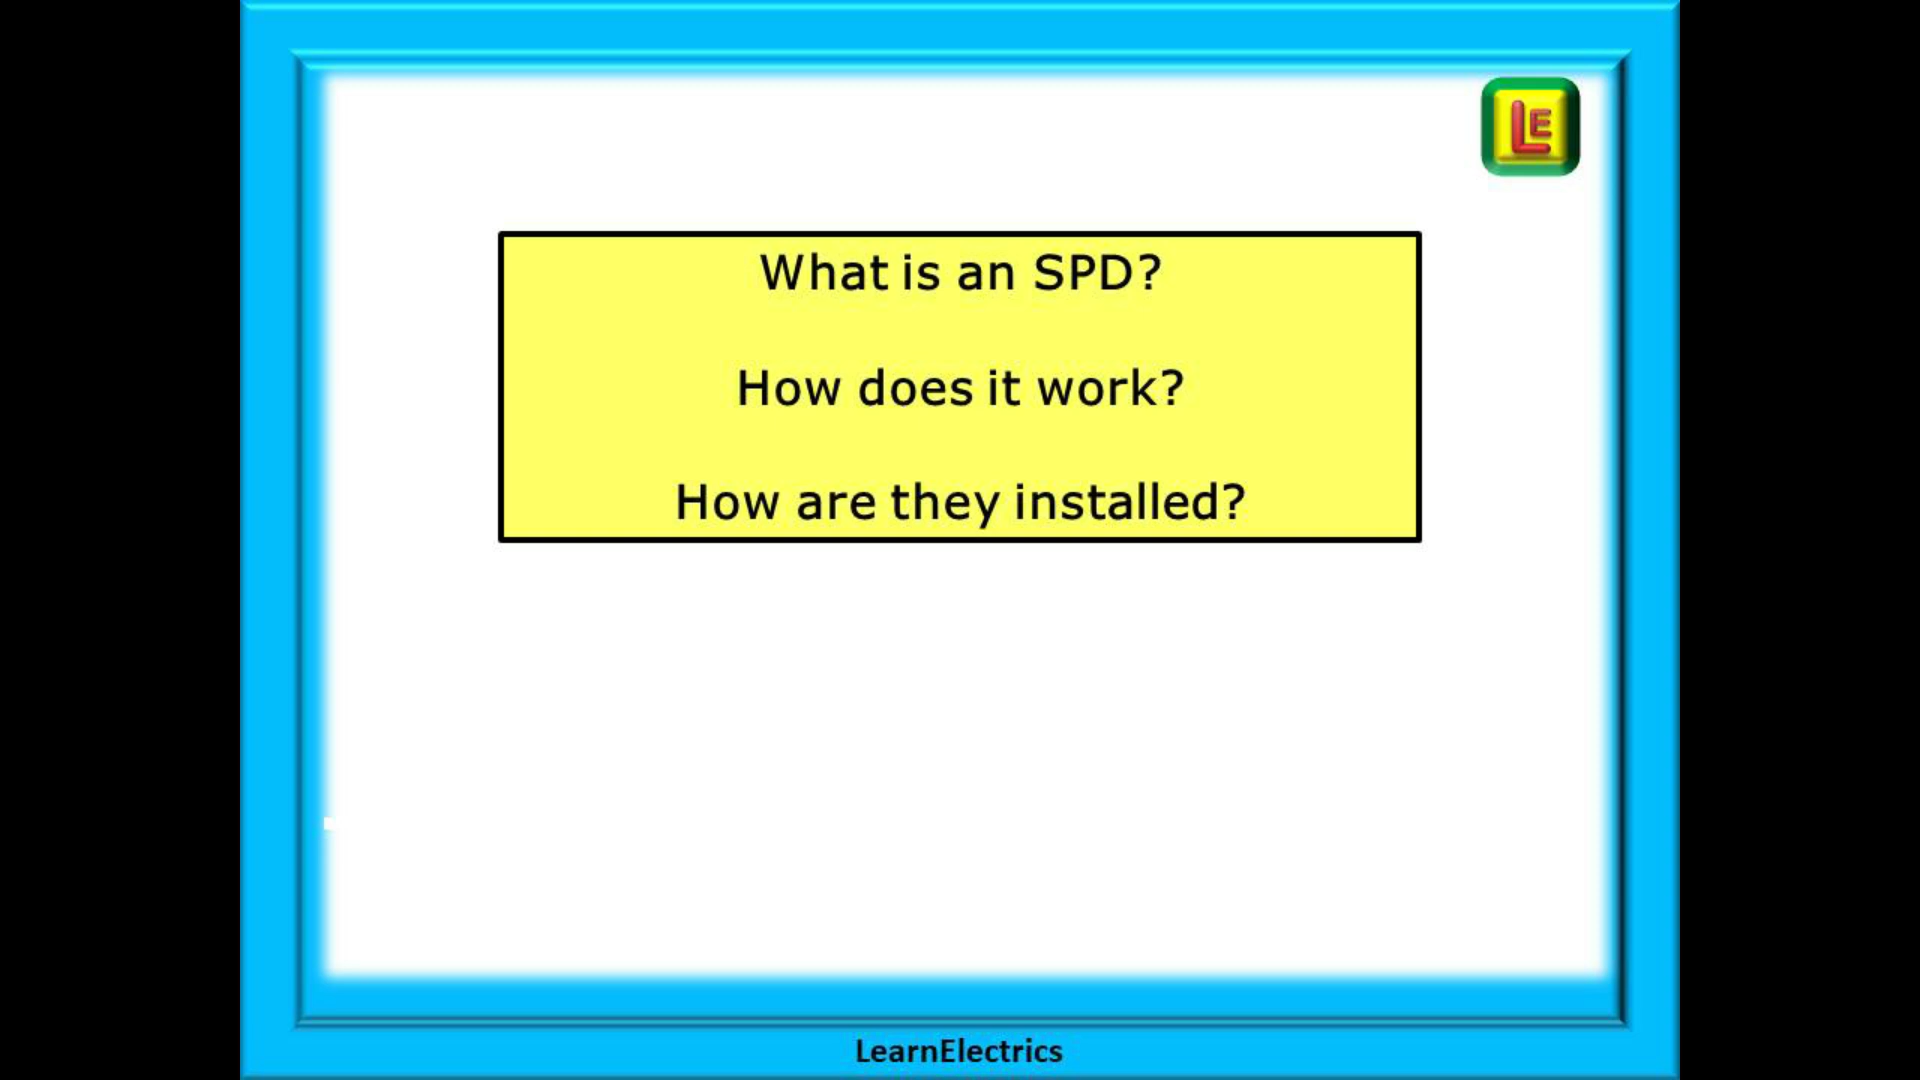 LE
What is an SPD?
How does it work?
How are they installed?
LearnElectrics